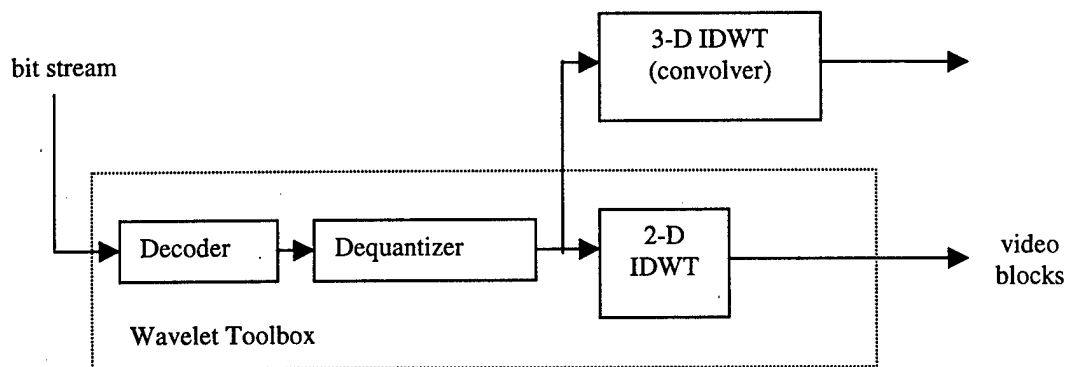 3-D IDWT
(convolver)
bit stream
Decoder
Dequantizer
2-D
IDWT
video
blocks
Wavelet Toolbox